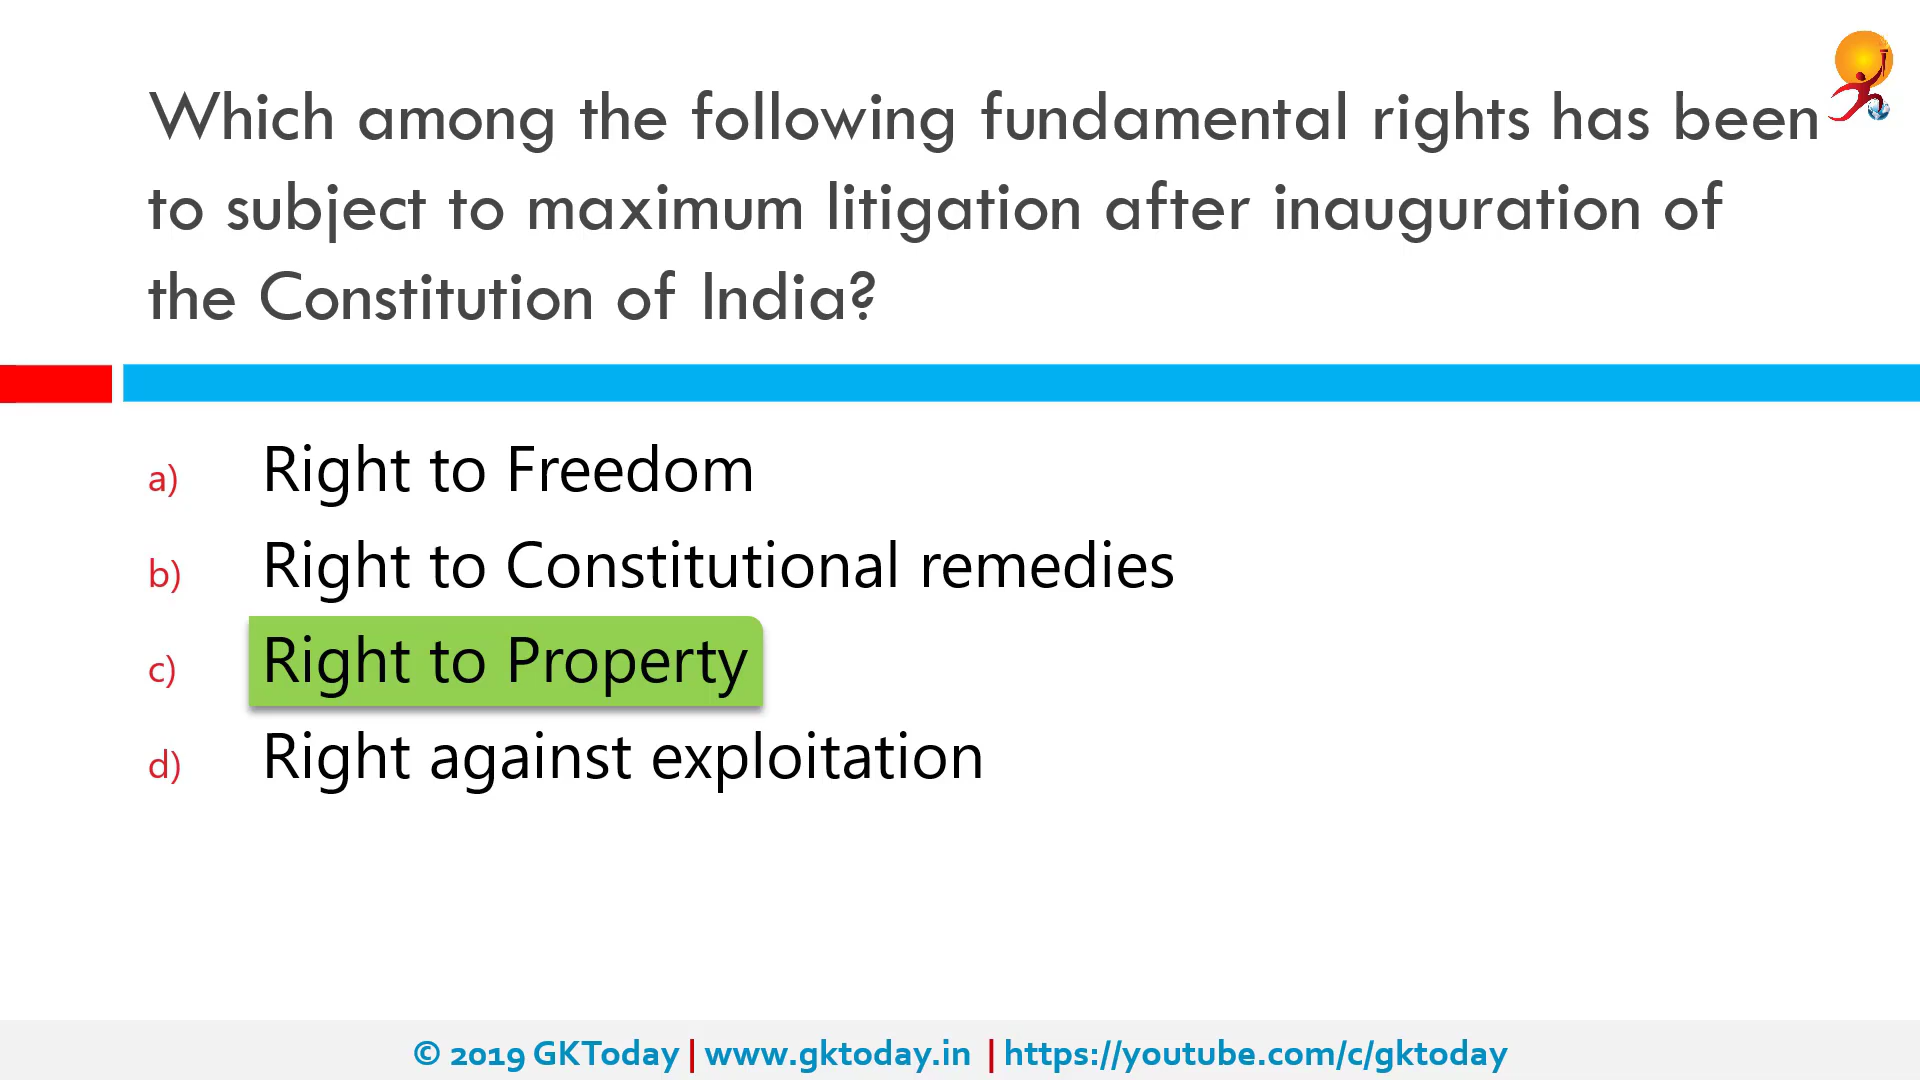 Which among the following fundamental rights has been
to subject to maximum litigation after inauguration of
the Constitution of India?
a) Right to Freedom
b) Right to Constitutional remedies
c) Right to Property
d) Right against exploitation
© 2019 GKToday | www.gktoday.in | https://youtube.com/c/gktoday